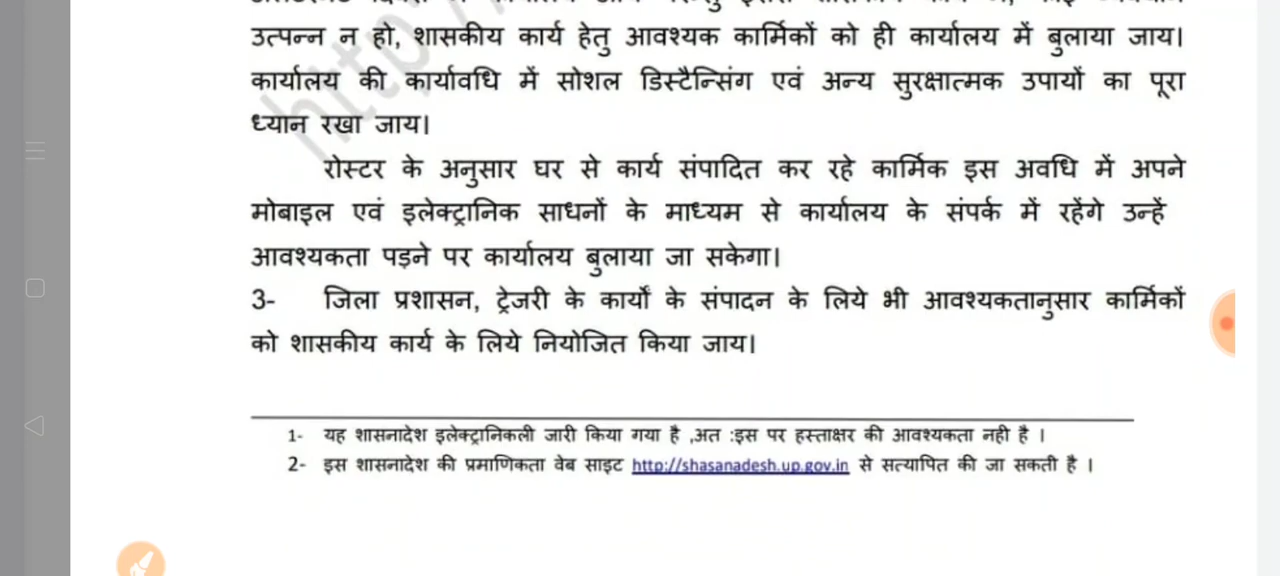 उत्पन्न न हो, शासकीय कार्य हेतु आवश्यक कार्मिकों को ही कार्यालय में बुलाया जाय।
कार्यालय की कार्यावधि में सोशल डिस्टैन्सिंग एवं अन्य सुरक्षात्मक उपायों का पूरा
ध्यान रखा जाय।
रोस्टर के अनुसार घर से कार्य संपादित कर रहे कार्मिक इस अवधि में अपने
मोबाइल एवं इलेक्ट्रानिक साधनों के माध्यम से कार्यालय के संपर्क में रहेंगे उन्हें
आवश्यकता पड़ने पर कार्यालय बुलाया जा सकेगा।
3- जिला प्रशासन, ट्रेजरी के कार्यों के संपादन के लिये भी आवश्यकतानुसार कार्मिकों
को शासकीय कार्य के लिये नियोजित किया जाय।
1- यह शासनादेश इलेक्ट्रानिकली जारी किया गया है ,अत :इस पर हस्ताक्षर की आवश्यकता नही है ।
2- इस शासनादेश की प्रमाणिकता वेब साइट http://shasanadesh.up.gov.in से सत्यापित की जा सकती है ।
http:/